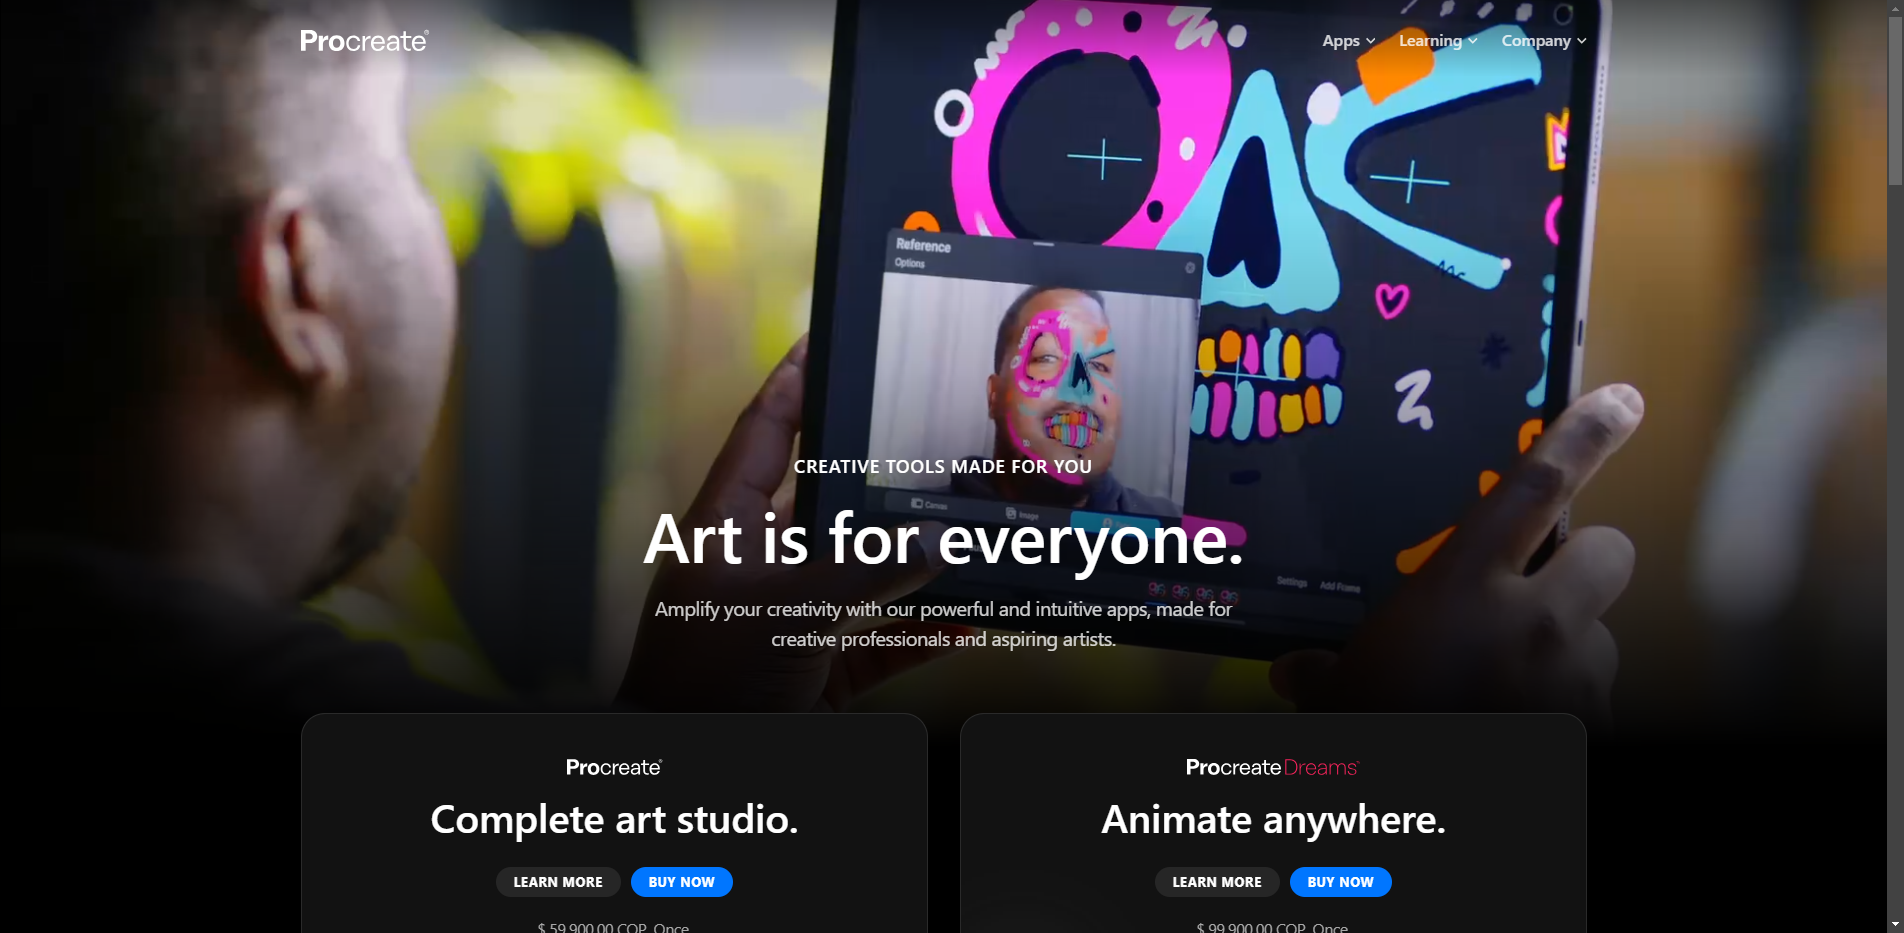 Procreate®
Apps
Learning
Company
Reference
Options
Canvas
Image
CREATIVE TOOLS MADE FOR YOU
Art is for everyone.
Settings
Add Frame
Amplify your creativity with our powerful and intuitive apps, made for
creative professionals and aspiring artists.
Procreate®
Complete art studio.
LEARN MORE
BUY NOW
$ 59,900.00 COP. Once
Procreate Dreams
Animate anywhere.
LEARN MORE
BUY NOW
$ 99,900.00 COP. Once